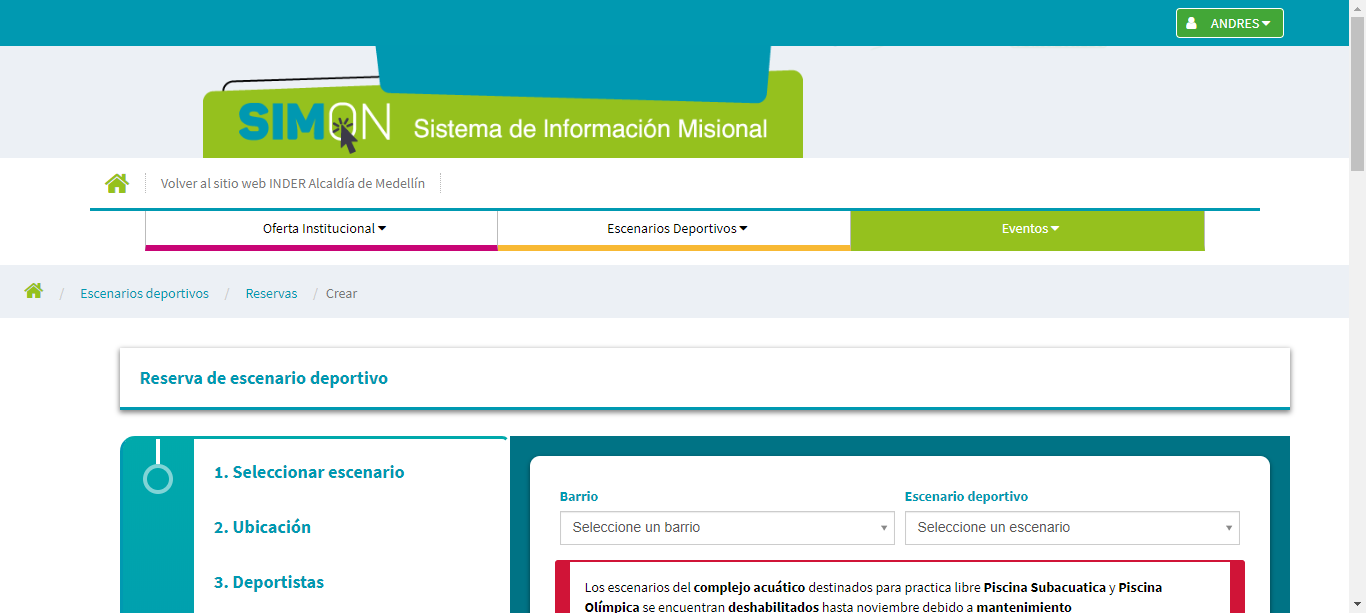 ANDRES
SIMON Sistema de Información Misional
Volver al sitio web INDER Alcaldía de Medellín
Oferta Institucional Escenarios Deportivos Eventos
/ Escenarios deportivos / Reservas / Crear
Reserva de escenario deportivo
1. Seleccionar escenario
2. Ubicación
3. Deportistas
Barrio Escenario deportivo
Seleccione un barrio Seleccione un escenario
Los escenarios del complejo acuático destinados para practica libre Piscina Subacuatica y Piscina
Olímpica se encuentran deshabilitados hasta noviembre debido a mantenimiento